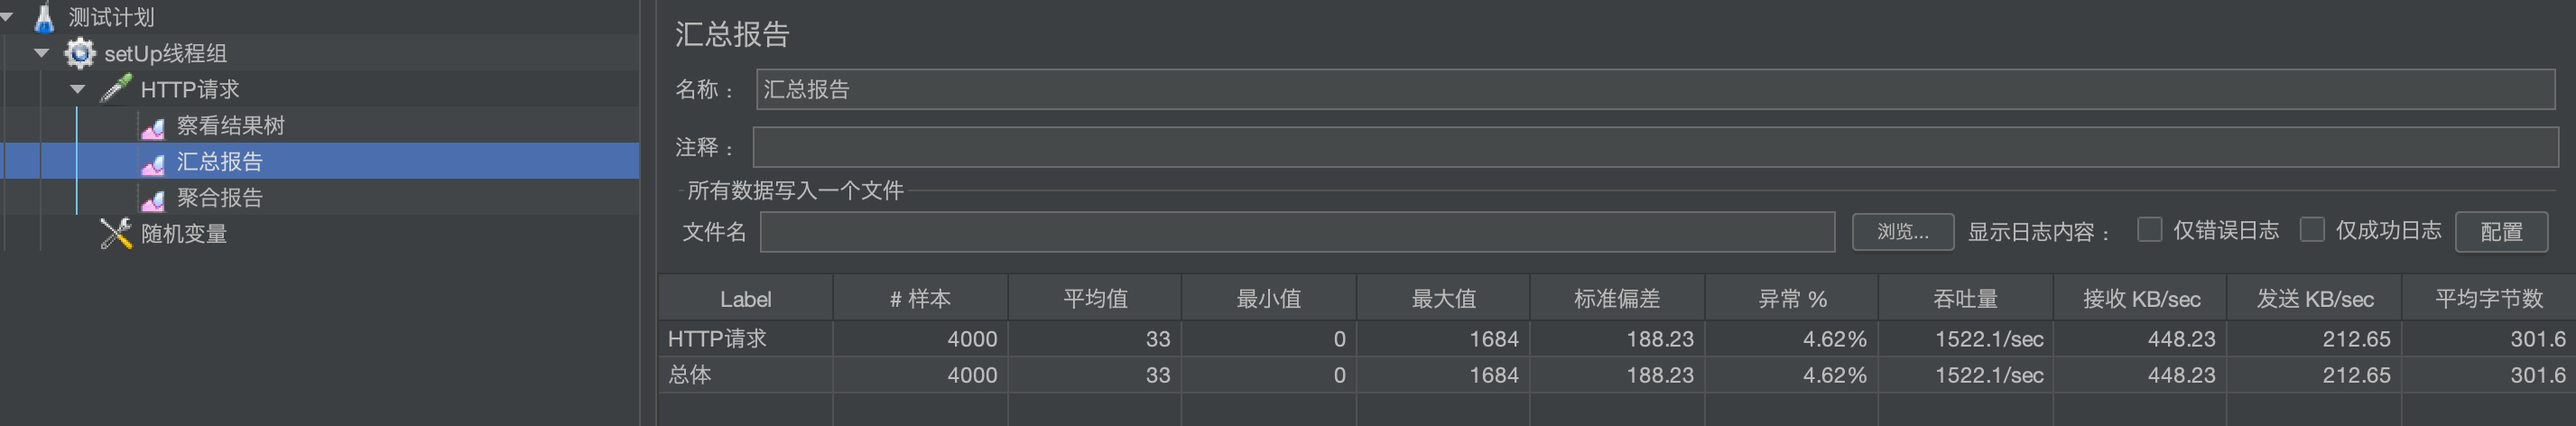 测试计划
setUp线程组
HTTP请求
察看结果树
汇总报告
聚合报告
随机变量
汇总报告
名称： 汇总报告
注释：
所有数据写入一个文件
文件名 浏览... 显示日志内容： 仅错误日志 仅成功日志 配置
Label # 样本 平均值 最小值 最大值 标准偏差 异常 % 吞吐量 接收 KB/sec 发送 KB/sec 平均字节数
HTTP请求 4000 33 0 1684 188.23 4.62% 1522.1/sec 448.23 212.65 301.6
总体 4000 33 0 1684 188.23 4.62% 1522.1/sec 448.23 212.65 301.6